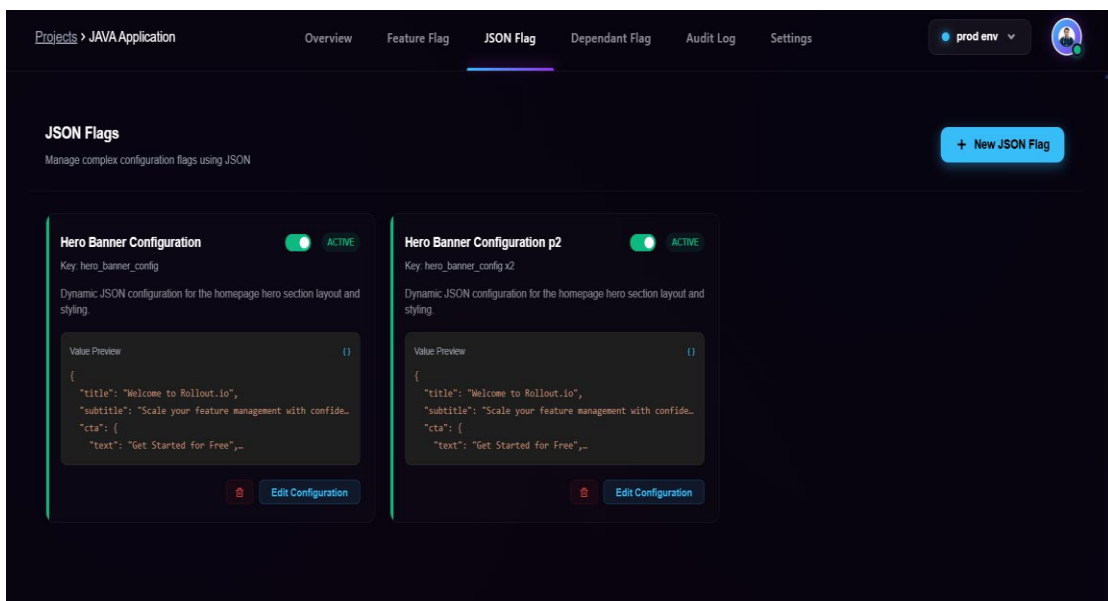 Projects > JAVA Application
Overview
Feature Flag
JSON Flag
Dependant Flag
Audit Log
Settings
prod env
JSON Flags
Manage complex configuration flags using JSON
+ New JSON Flag
Hero Banner Configuration
ACTIVE
Key: hero_banner_config
Dynamic JSON configuration for the homepage hero section layout and
styling.
Value Preview
{}
{
"title": "Welcome to Rollout.io",
"subtitle": "Scale your feature management with confide…
"cta": {
"text": "Get Started for Free",…
Edit Configuration
Hero Banner Configuration p2
ACTIVE
Key: hero_banner_config x2
Dynamic JSON configuration for the homepage hero section layout and
styling.
Value Preview
{}
{
"title": "Welcome to Rollout.io",
"subtitle": "Scale your feature management with confide…
"cta": {
"text": "Get Started for Free",…
Edit Configuration